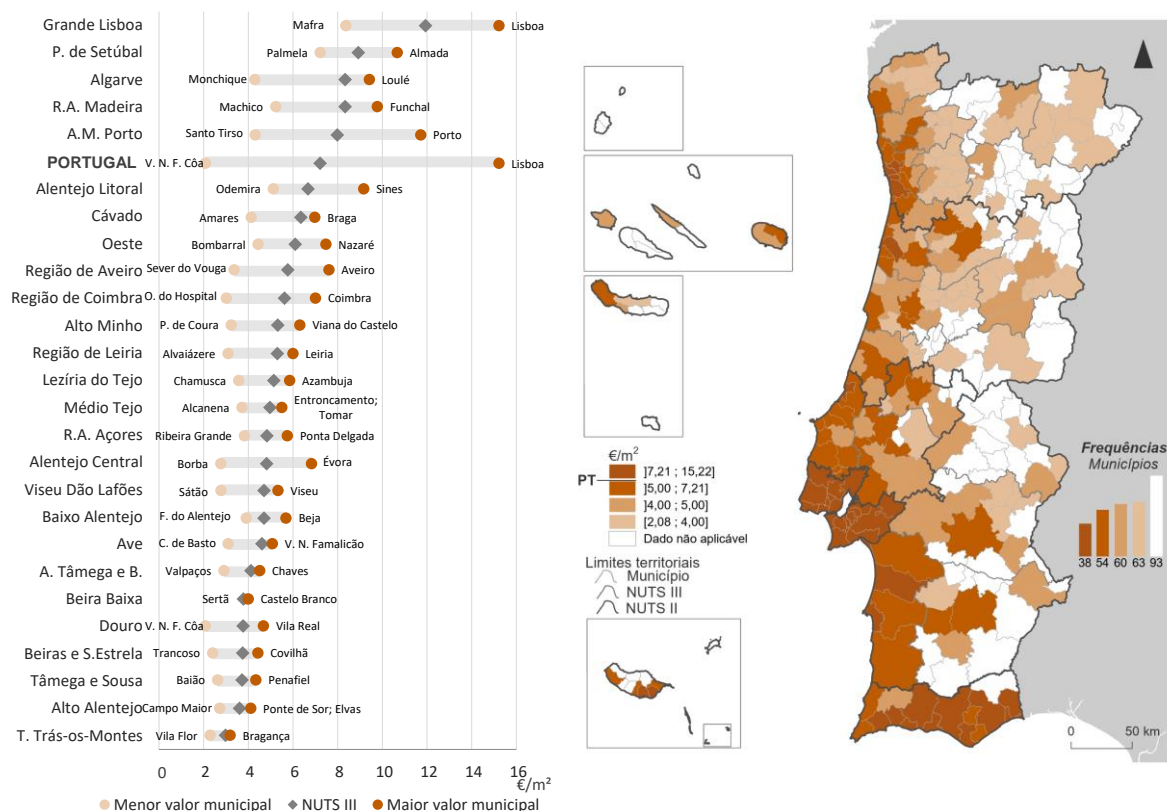 Grande Lisboa Mafra Lisboa
P. de Setúbal Palmela Almada
Algarve Monchique Loulé
R.A. Madeira Machico Funchal
A.M. Porto Santo Tirso Porto
PORTUGAL V. N. F. Côa Lisboa
Alentejo Litoral Odemira Sines
Cávado Amares Braga
Oeste Bombarral Nazaré
Região de Aveiro Sever do Vouga Aveiro
Região de Coimbra O. do Hospital Coimbra
Alto Minho P. de Coura Viana do Castelo
Região de Leiria Alvaiázere Leiria
Lezíria do Tejo Chamusca Azambuja
Médio Tejo Alcanena Entroncamento;
Tomar
R.A. Açores Ribeira Grande Ponta Delgada
Alentejo Central Borba Évora
Viseu Dão Lafões Sátão Viseu
Baixo Alentejo F. do Alentejo Beja
Ave C. de Basto V. N. Famalicão
A. Tâmega e B. Valpaços Chaves
Beira Baixa Sertã Castelo Branco
Douro V. N. F. Côa Vila Real
Beiras e S.Estrela Trancoso Covilhã
Tâmega e Sousa Baião Penafiel
Alto Alentejo Campo Maior Ponte de Sor; Elvas
T. Trás-os-Montes Vila Flor Bragança
0 2 4 6 8 10 12 14 16
€/m²
Menor valor municipal NUTS III Maior valor municipal
€/m²
PT
]7,21 ; 15,22]
]5,00 ; 7,21]
]4,00 ; 5,00]
[2,08 ; 4,00]
Dado não aplicável
Limites territoriais
Município
NUTS III
NUTS II
Frequências
Municípios
38 54 60 63 93
0 50 km